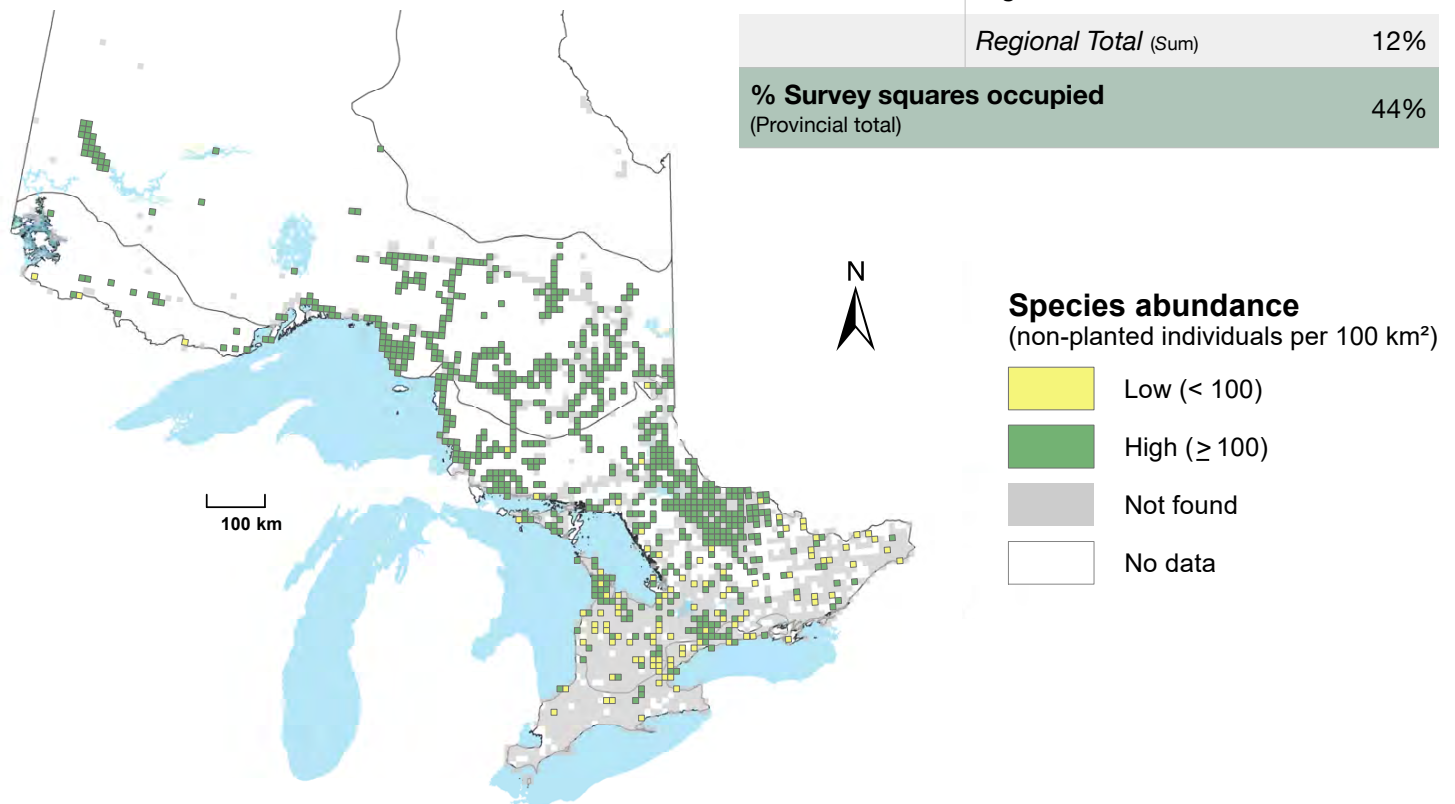 Regional Total (Sum) 12%
% Survey squares occupied 44%
(Provincial total)
N
Species abundance
(non-planted individuals per 100 km²)
Low (< 100)
High (≥ 100)
Not found
No data
100 km